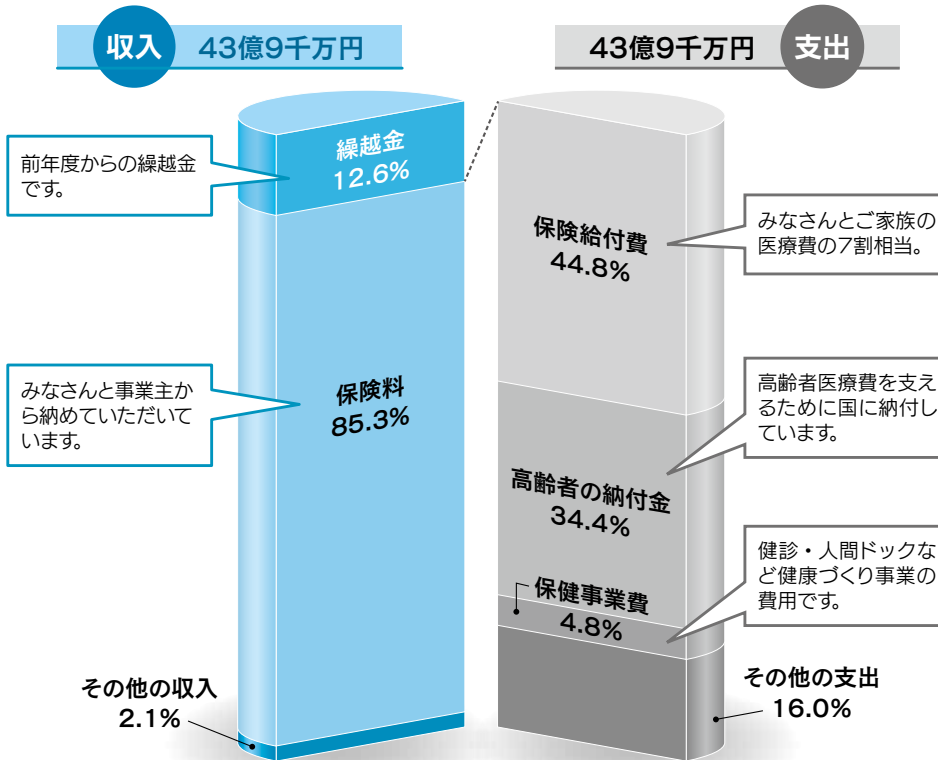 収入 43億9千万円
43億9千万円 支出
前年度からの繰越金
です。
繰越金
12.6%
みなさんと事業主か
ら納めていただいて
います。
保険料
85.3%
その他の収入
2.1%
保険給付費
44.8%
みなさんとご家族の
医療費の7割相当。
高齢者の納付金
34.4%
高齢者医療費を支え
るために国に納付し
ています。
保健事業費
4.8%
健診・人間ドックな
ど健康づくり事業の
費用です。
その他の支出
16.0%